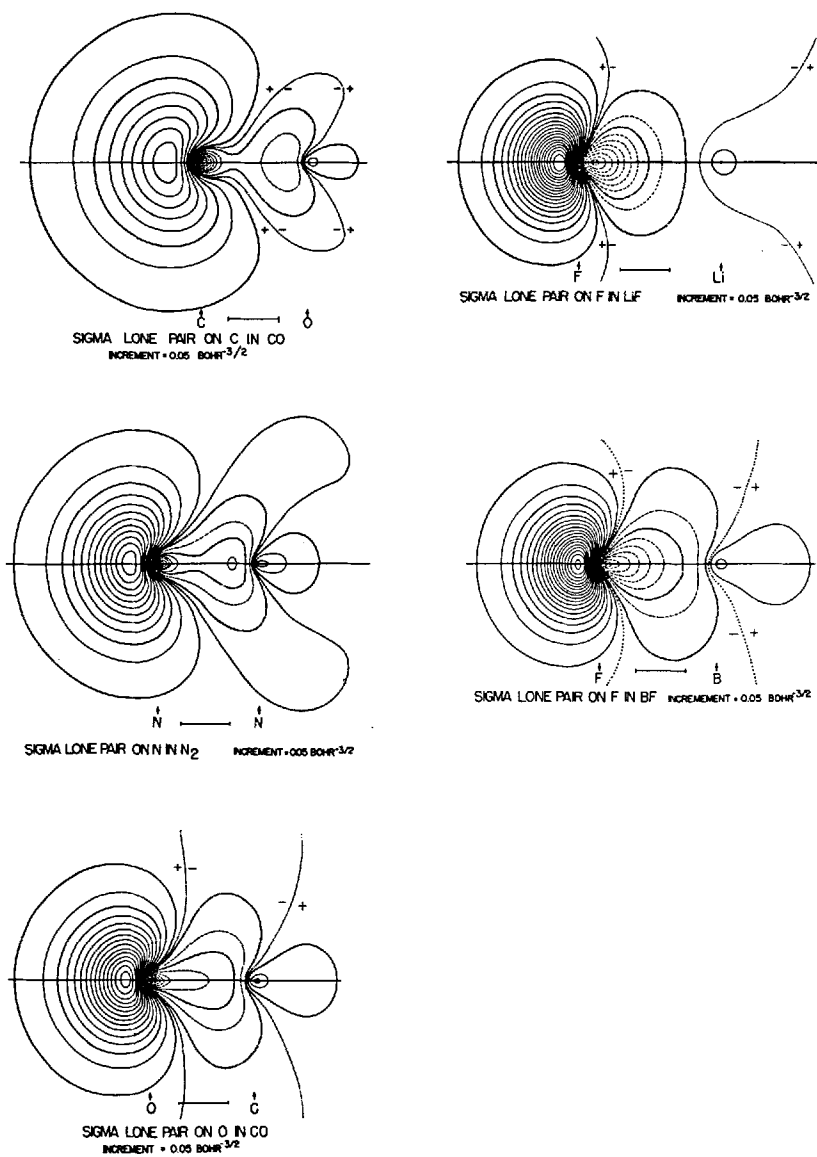 + -
- +
+ -
- +
C
O
SIGMA LONE PAIR ON C IN CO
INCREMENT = 0.05 BOHR-3/2
+ -
- +
+ -
- +
F
Li
SIGMA LONE PAIR ON F IN LiF INCREMENT = 0.05 BOHR-3/2
N
N
SIGMA LONE PAIR ON N IN N2 INCREMENT = 0.05 BOHR-3/2
+ -
- +
- +
F
B
SIGMA LONE PAIR ON F IN BF INCREMEMENT = 0.05 BOHR-3/2
+ -
- +
O
C
SIGMA LONE PAIR ON O IN CO
INCREMENT = 0.05 BOHR-3/2